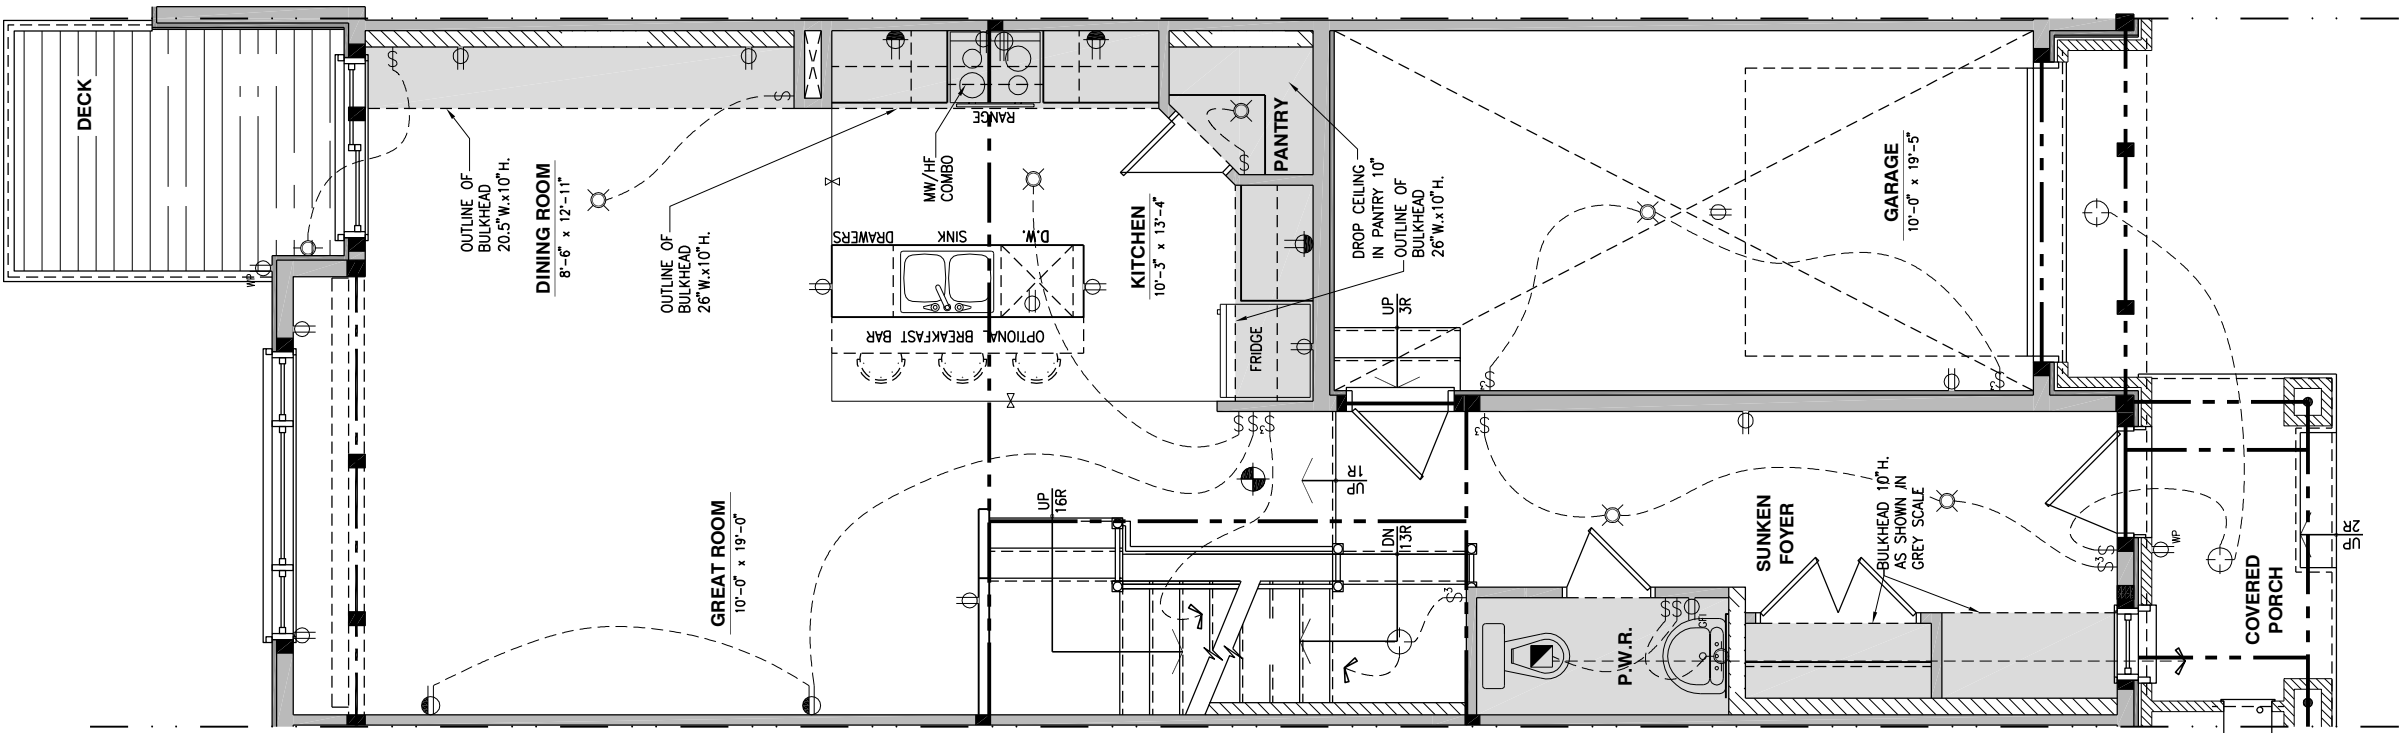 DECK
OUTLINE OF
BULKHEAD
20.5"W.x10"H.
DINING ROOM
8'-6" x 12'-11"
OUTLINE OF
BULKHEAD
26"W.x10"H.
RANGE
MW/HF
COMBO
DRAWERS
SINK
D.W.
OPTIONAL BREAKFAST BAR
KITCHEN
10'-3" x 13'-4"
PANTRY
DROP CEILING
IN PANTRY 10"
OUTLINE OF
BULKHEAD
26"W.x10"H.
FRIDGE
UP
3R
GARAGE
10'-0" x 19'-5"
WP
GREAT ROOM
10'-0" x 19'-0"
UP
16R
DN
13R
UP
1R
P.W.R.
GFI
SUNKEN
FOYER
BULKHEAD 10"H.
AS SHOWN IN
GREY SCALE
WP
COVERED
PORCH
UP
2R